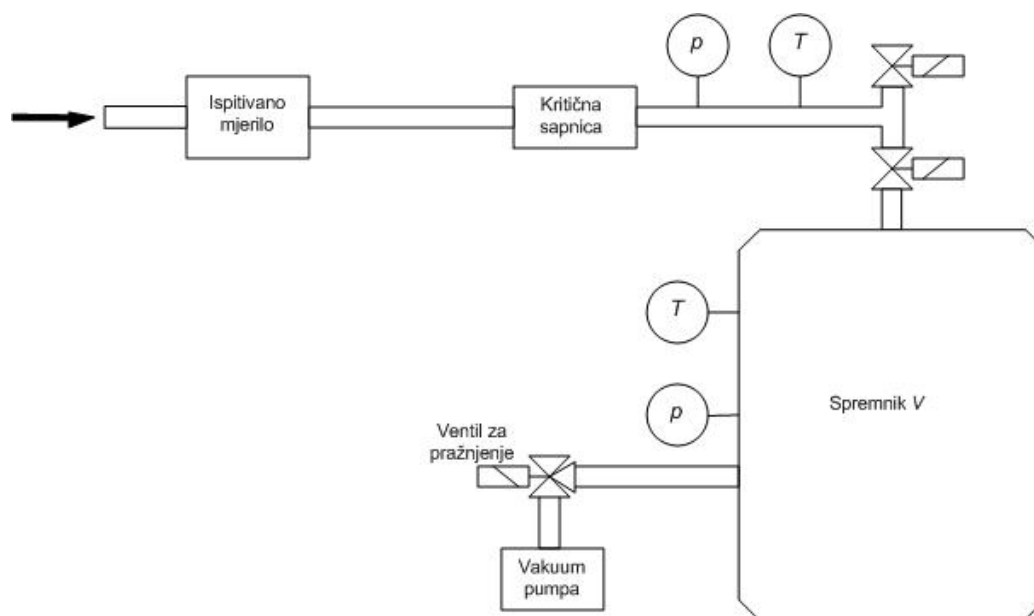 p
T
Ispitivano
mjerilo
Kritična
sapnica
T
Spremnik V
p
Ventil za
pražnjenje
Vakuum
pumpa